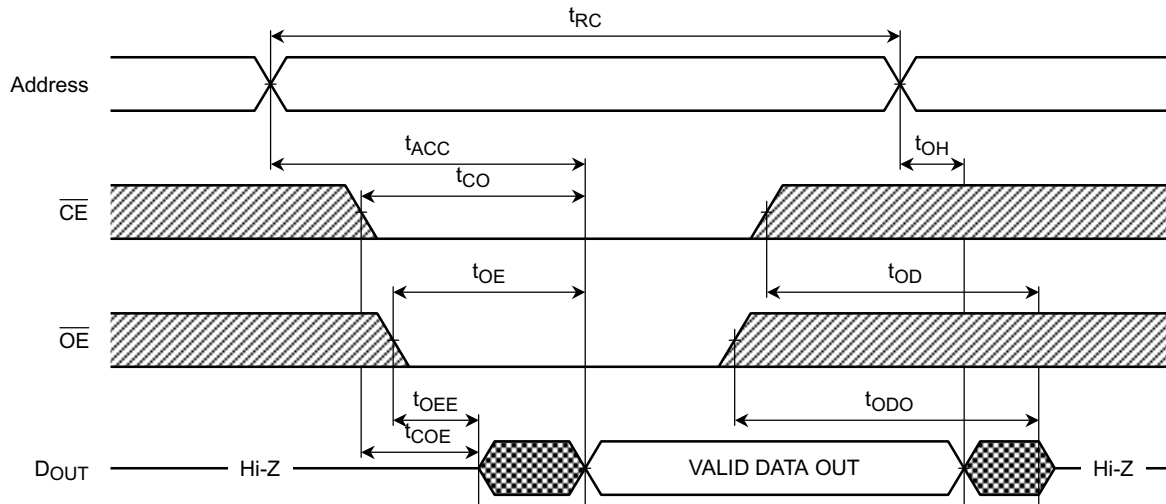 tRC
Address
tACC
tOH
tCO
CE
tOE
tOD
OE
tOEE
tODO
tCOE
DOUT
Hi-Z
VALID DATA OUT
Hi-Z